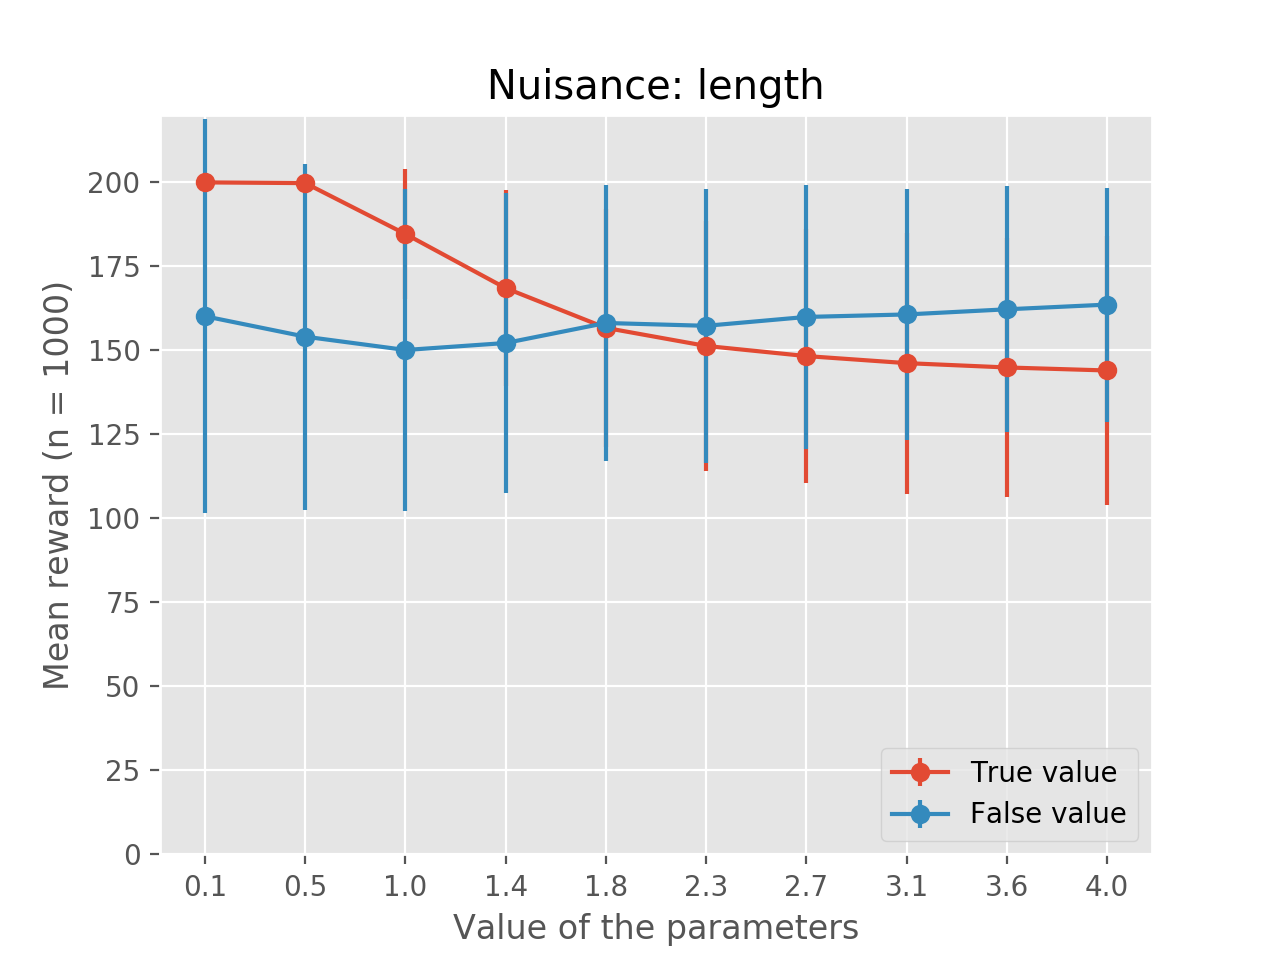 Nuisance: length
Mean reward (n = 1000)
200
175
150
125
100
75
50
25
0
True value
False value
0.1 0.5 1.0 1.4 1.8 2.3 2.7 3.1 3.6 4.0
Value of the parameters